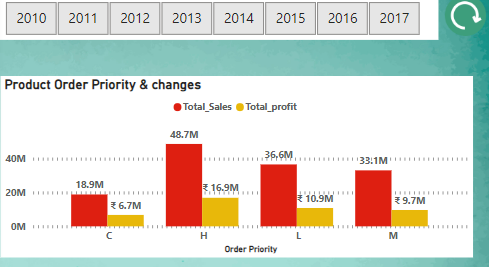 2010 2011 2012 2013 2014 2015 2016 2017
Product Order Priority & changes
Total_Sales Total_profit
48.7M
40M
36.6M
33.1M
20M
18.9M
₹ 6.7M
₹ 16.9M
₹ 10.9M
₹ 9.7M
0M
C H L M
Order Priority